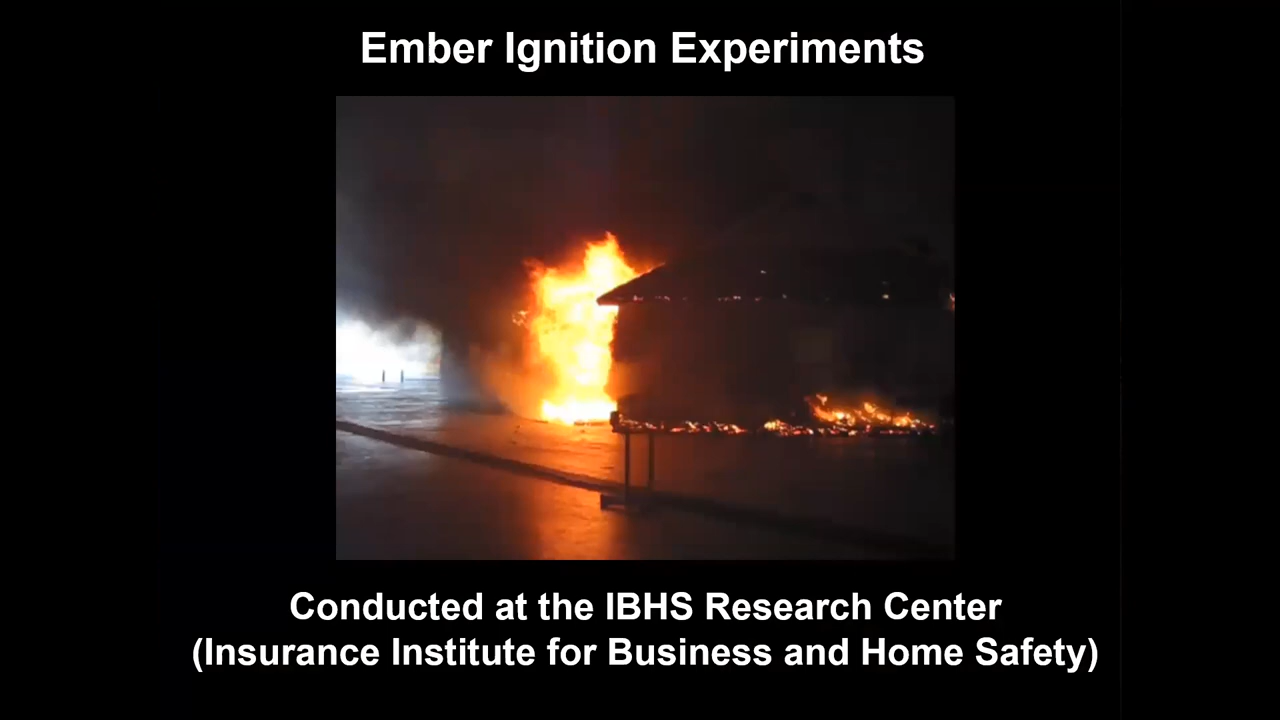 Ember Ignition Experiments
Conducted at the IBHS Research Center
(Insurance Institute for Business and Home Safety)